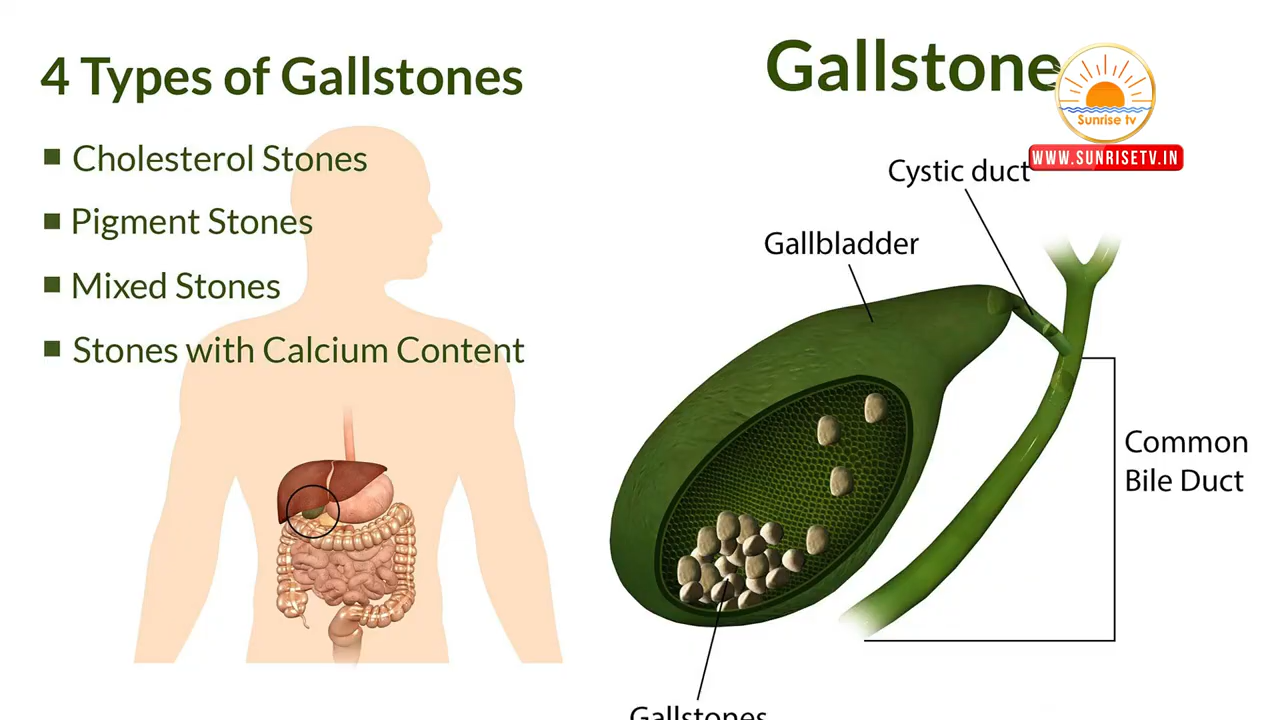 4 Types of Gallstones
Cholesterol Stones
Pigment Stones
Mixed Stones
Stones with Calcium Content
Gallstone
Sunrise tv
WWW.SUNRISETV.IN
Cystic duct
Gallbladder
Common
Bile Duct
Gallstones